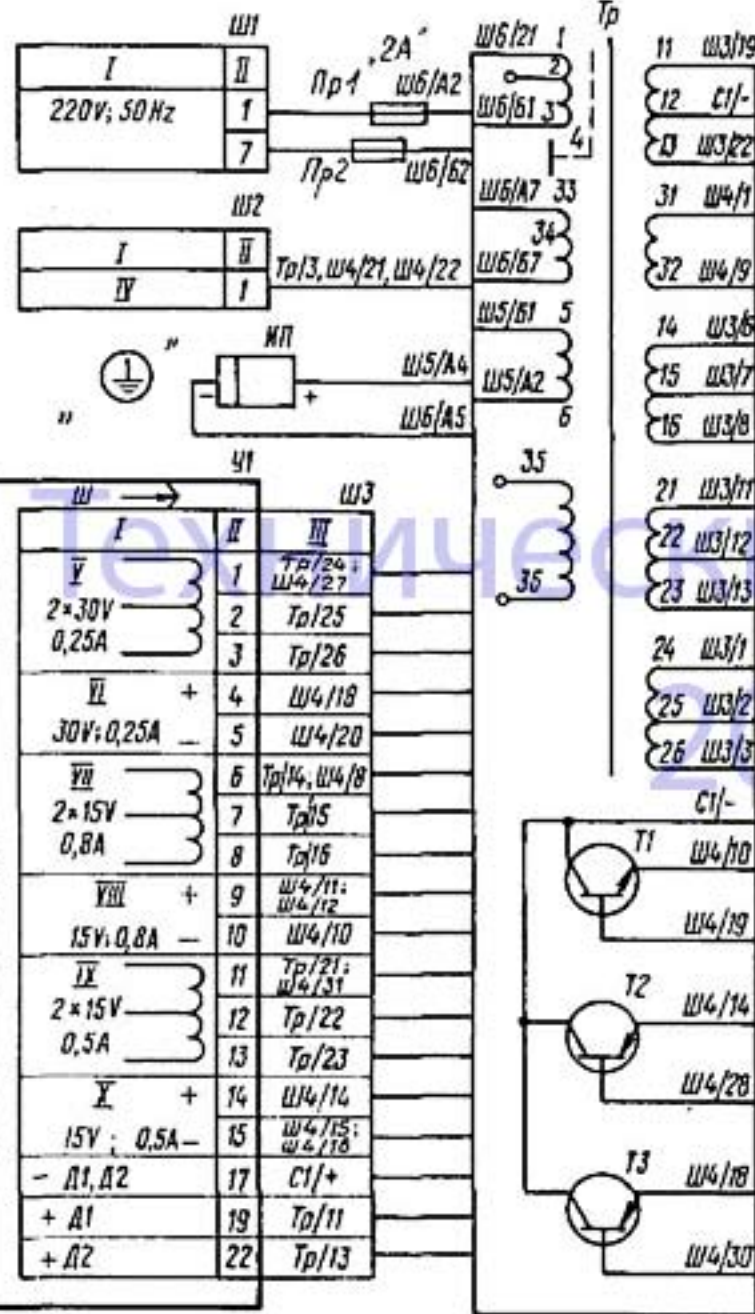 Ш1
I II
220V; 50 Hz 1
7
Пр1 „2А" Ш6/А2
Пр2 Ш6/Б2
Ш2
I II
IV 1
Тр/3, Ш4/21, Ш4/22
"
ИП
- +
"
Ш5/А4
Ш6/А5
Ш6/21 1
2
Ш6/Б1 3
4
Ш6/А7 33
34
Ш6/Б7
Ш5/Б1 5
Ш5/А2
6
35
36
Тр
11 Ш3/19
12 С1/-
13 Ш3/22
31 Ш4/1
32 Ш4/9
14 Ш3/6
15 Ш3/7
16 Ш3/8
21 Ш3/11
22 Ш3/12
23 Ш3/13
24 Ш3/1
25 Ш3/2
26 Ш3/3
У1
Ш Ш3
I II III
V 1 Тр/24; Ш4/27
2×30V 2 Тр/25
0,25А 3 Тр/26
VI + 4 Ш4/18
30V; 0,25А - 5 Ш4/20
VII 6 Тр/14; Ш4/8
2×15V 7 Тр/15
0,8А 8 Тр/16
VIII + 9 Ш4/11; Ш4/12
15V; 0,8А - 10 Ш4/10
IX 11 Тр/21; Ш4/31
2×15V 12 Тр/22
0,5А 13 Тр/23
X + 14 Ш4/14
15V; 0,5А - 15 Ш4/15; Ш4/16
- Д1, Д2 17 С1/+
+ Д1 19 Тр/11
+ Д2 22 Тр/13
С1/-
Т1 Ш4/10
Ш4/19
Т2 Ш4/14
Ш4/28
Т3 Ш4/18
Ш4/30